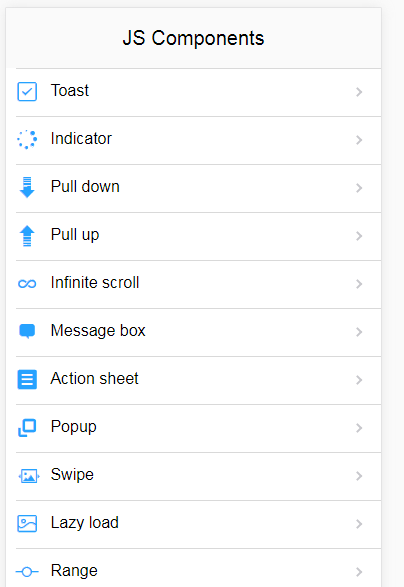 JS Components
Toast
Indicator
Pull down
Pull up
Infinite scroll
Message box
Action sheet
Popup
Swipe
Lazy load
Range